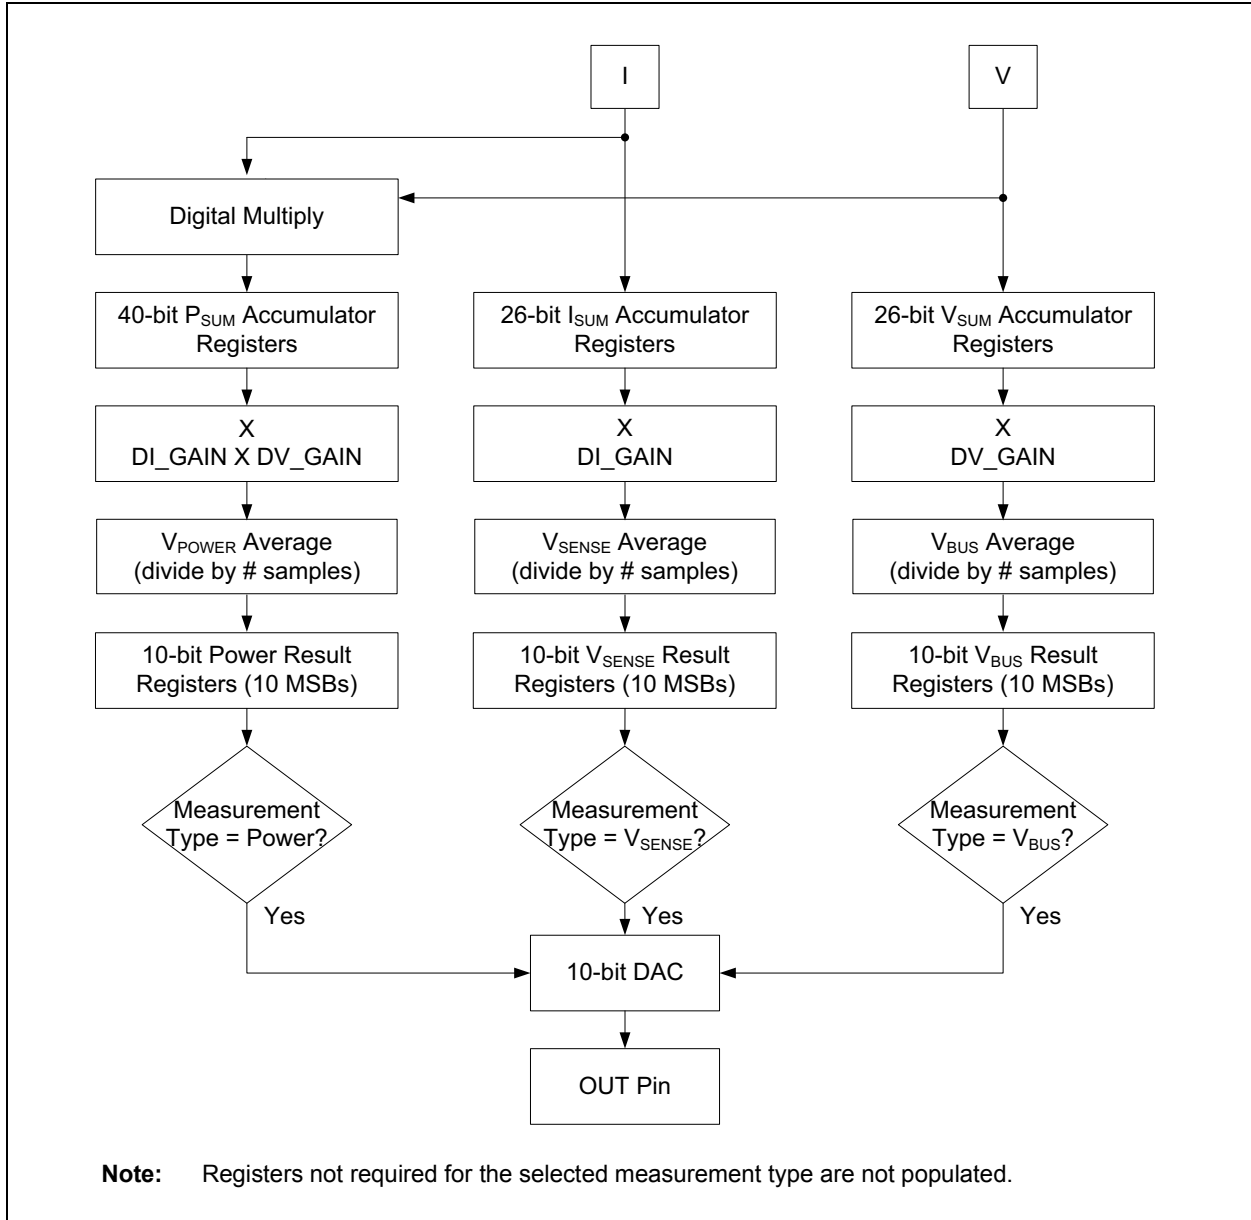 I
V
Digital Multiply
40-bit PSUM Accumulator
Registers
26-bit ISUM Accumulator
Registers
26-bit VSUM Accumulator
Registers
X
DI_GAIN X DV_GAIN
X
DI_GAIN
X
DV_GAIN
VPOWER Average
(divide by # samples)
VSENSE Average
(divide by # samples)
VBUS Average
(divide by # samples)
10-bit Power Result
Registers (10 MSBs)
10-bit VSENSE Result
Registers (10 MSBs)
10-bit VBUS Result
Registers (10 MSBs)
Measurement
Type = Power?
Measurement
Type = VSENSE?
Measurement
Type = VBUS?
Yes
Yes
Yes
10-bit DAC
OUT Pin
Note: Registers not required for the selected measurement type are not populated.